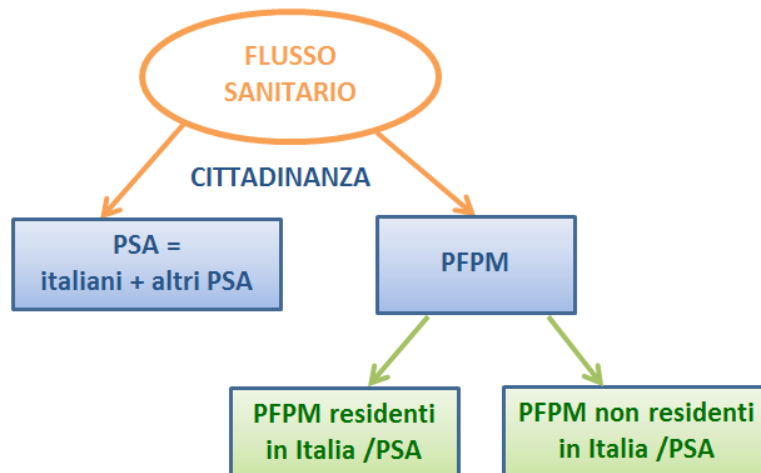 FLUSSO
SANITARIO
CITTADINANZA
PSA =
italiani + altri PSA
PFPM
PFPM residenti
in Italia /PSA
PFPM non residenti
in Italia /PSA